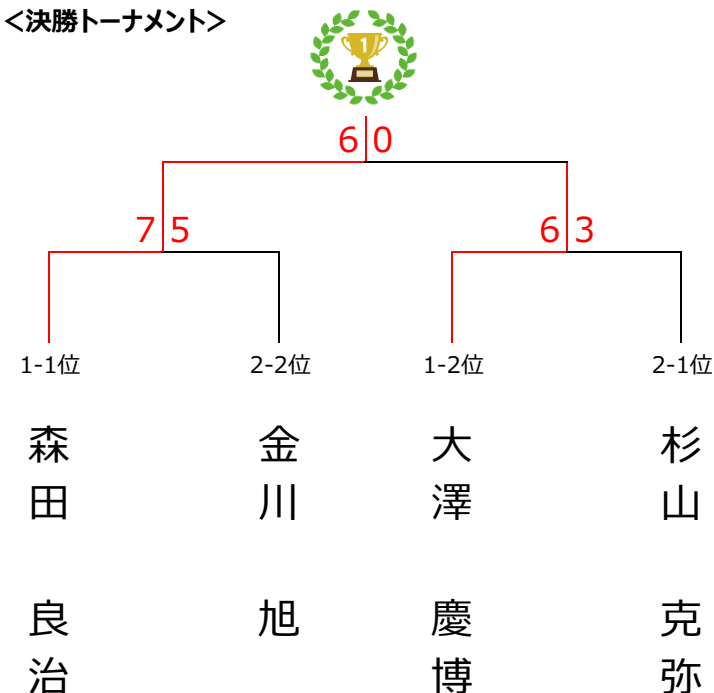 <決勝トーナメント>
1
6 0
7 5
6 3
1-1位
2-2位
1-2位
2-1位
森田 良治
金川 旭
大澤 慶博
杉山 克弥